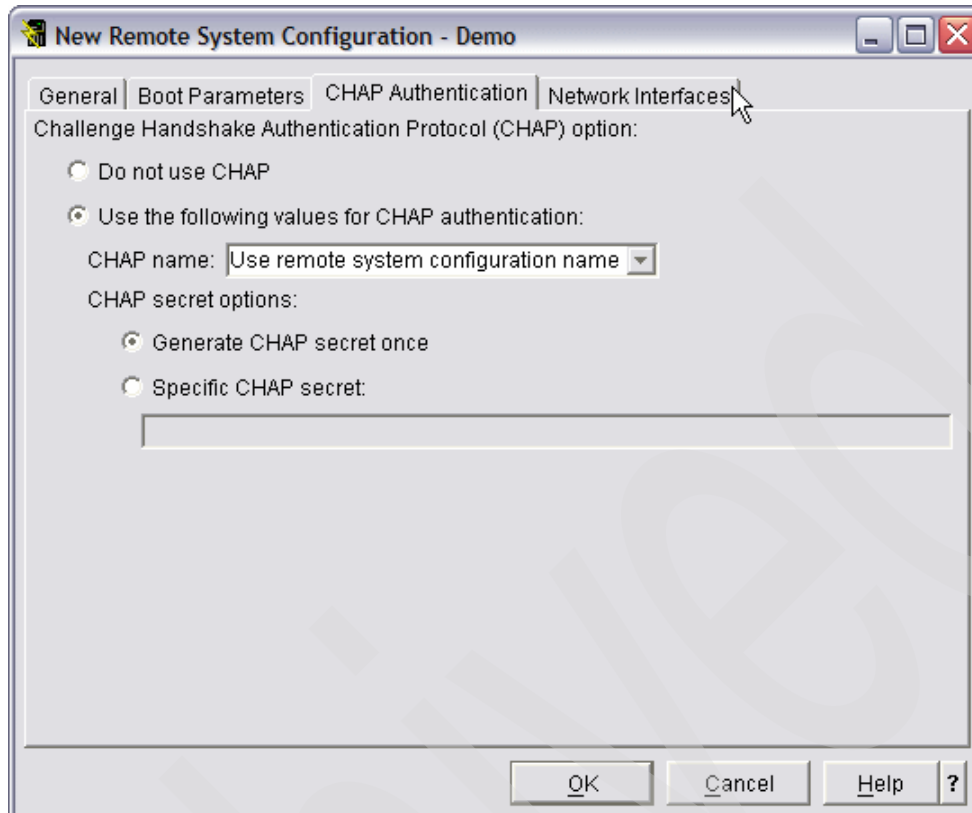 New Remote System Configuration - Demo
General Boot Parameters CHAP Authentication Network Interfaces
Challenge Handshake Authentication Protocol (CHAP) option:
Do not use CHAP
Use the following values for CHAP authentication:
CHAP name: Use remote system configuration name
CHAP secret options:
Generate CHAP secret once
Specific CHAP secret:
OK Cancel Help ?